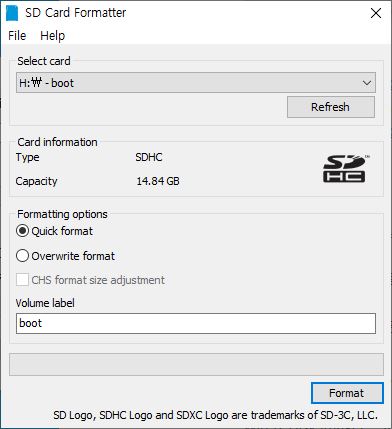 SD Card Formatter
File Help
Select card
H:₩ - boot
Refresh
Card information
Type SDHC
Capacity 14.84 GB
SD
HC
TM
Formatting options
Quick format
Overwrite format
CHS format size adjustment
Volume label
boot
Format
SD Logo, SDHC Logo and SDXC Logo are trademarks of SD-3C, LLC.